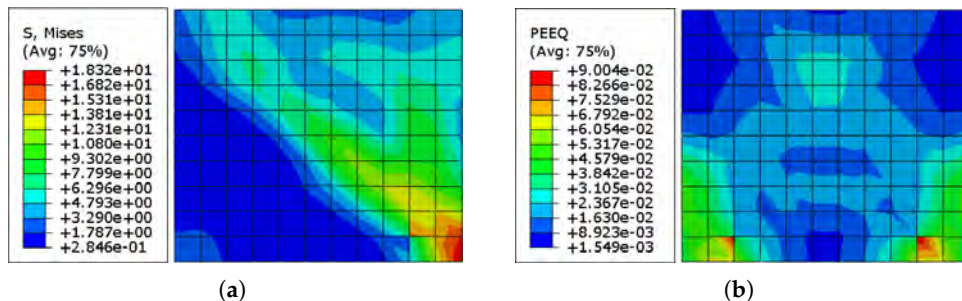 S, Mises
(Avg: 75%)
+1.832e+01
+1.682e+01
+1.531e+01
+1.381e+01
+1.231e+01
+1.080e+01
+9.302e+00
+7.799e+00
+6.296e+00
+4.793e+00
+3.290e+00
+1.787e+00
+2.846e-01
PEEQ
(Avg: 75%)
+9.004e-02
+8.266e-02
+7.529e-02
+6.792e-02
+6.054e-02
+5.317e-02
+4.579e-02
+3.842e-02
+3.105e-02
+2.367e-02
+1.630e-02
+8.923e-03
+1.549e-03
(a)
(b)